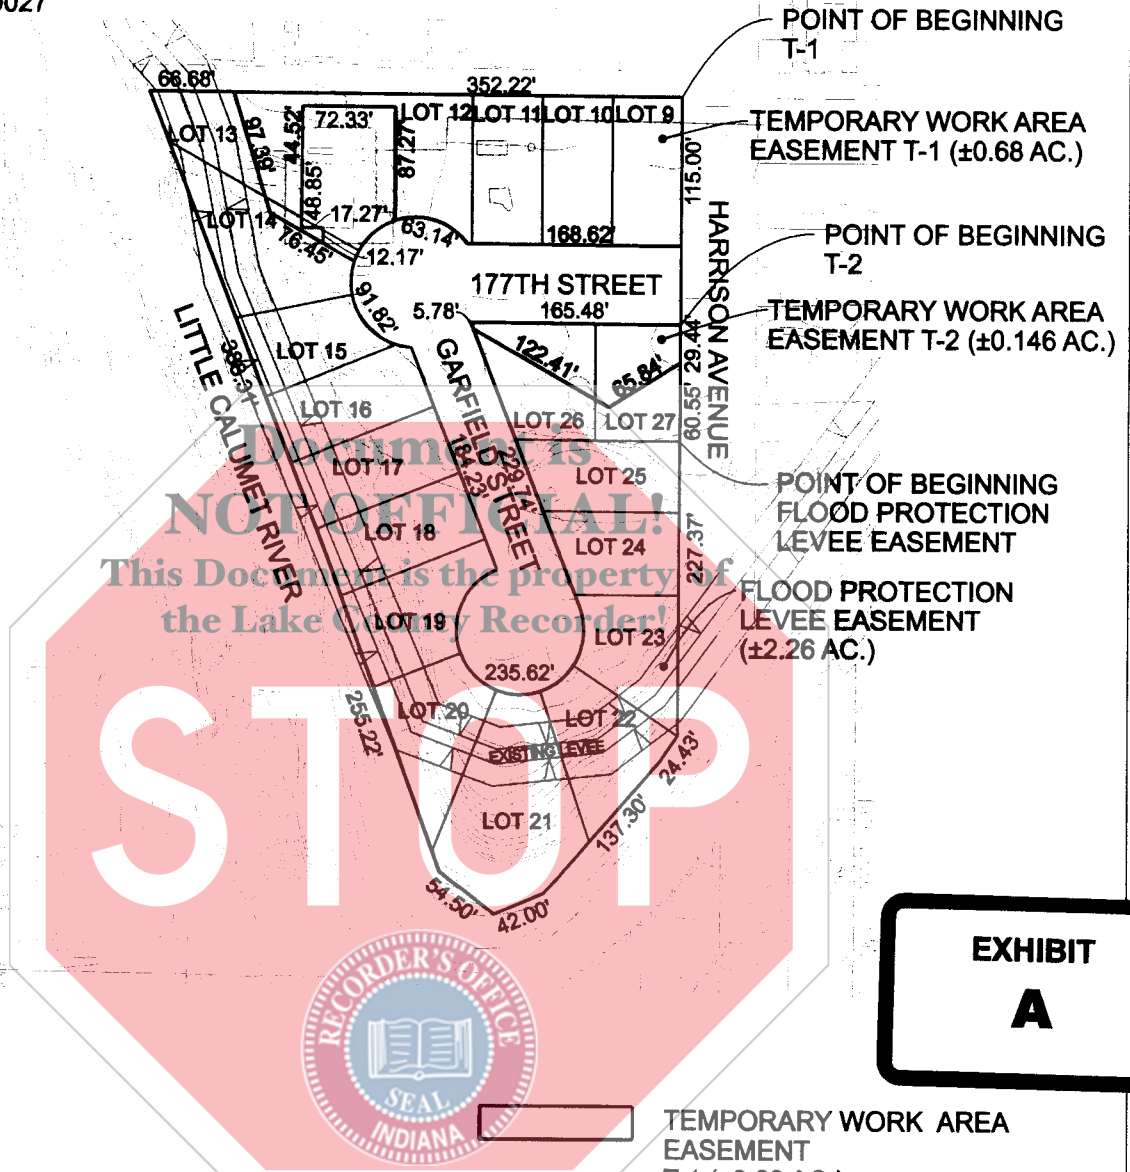 POINT OF BEGINNING
T-1
66.68'
352.22'
LOT 13
97.39'
44.52'
72.33'
87.27'
LOT 12
LOT 11
LOT 10
LOT 9
TEMPORARY WORK AREA
EASEMENT T-1 (±0.68 AC.)
115.00'
48.85'
17.27'
LOT 14
76.45'
63.14'
12.17'
168.62'
HARRISON AVENUE
POINT OF BEGINNING
T-2
177TH STREET
91.82'
5.78'
165.48'
TEMPORARY WORK AREA
EASEMENT T-2 (±0.146 AC.)
29.44'
LITTLE CALUMET RIVER
LOT 15
GARFIELD STREET
122.41'
65.84'
60.55'
LOT 16
LOT 26
LOT 27
Document is
NOT OFFICIAL!
This Document is the property of
the Lake County Recorder!
LOT 17
184.23'
229.74'
LOT 25
POINT OF BEGINNING
FLOOD PROTECTION
LEVEE EASEMENT
LOT 18
LOT 24
227.37'
FLOOD PROTECTION
LEVEE EASEMENT
(±2.26 AC.)
LOT 19
LOT 23
235.62'
255.22'
LOT 20
LOT 22
EXISTING LEVEE
24.43'
STOP
LOT 21
137.30'
54.50'
42.00'
EXHIBIT
A
RECORDER'S OFFICE
SEAL
INDIANA
TEMPORARY WORK AREA
EASEMENT